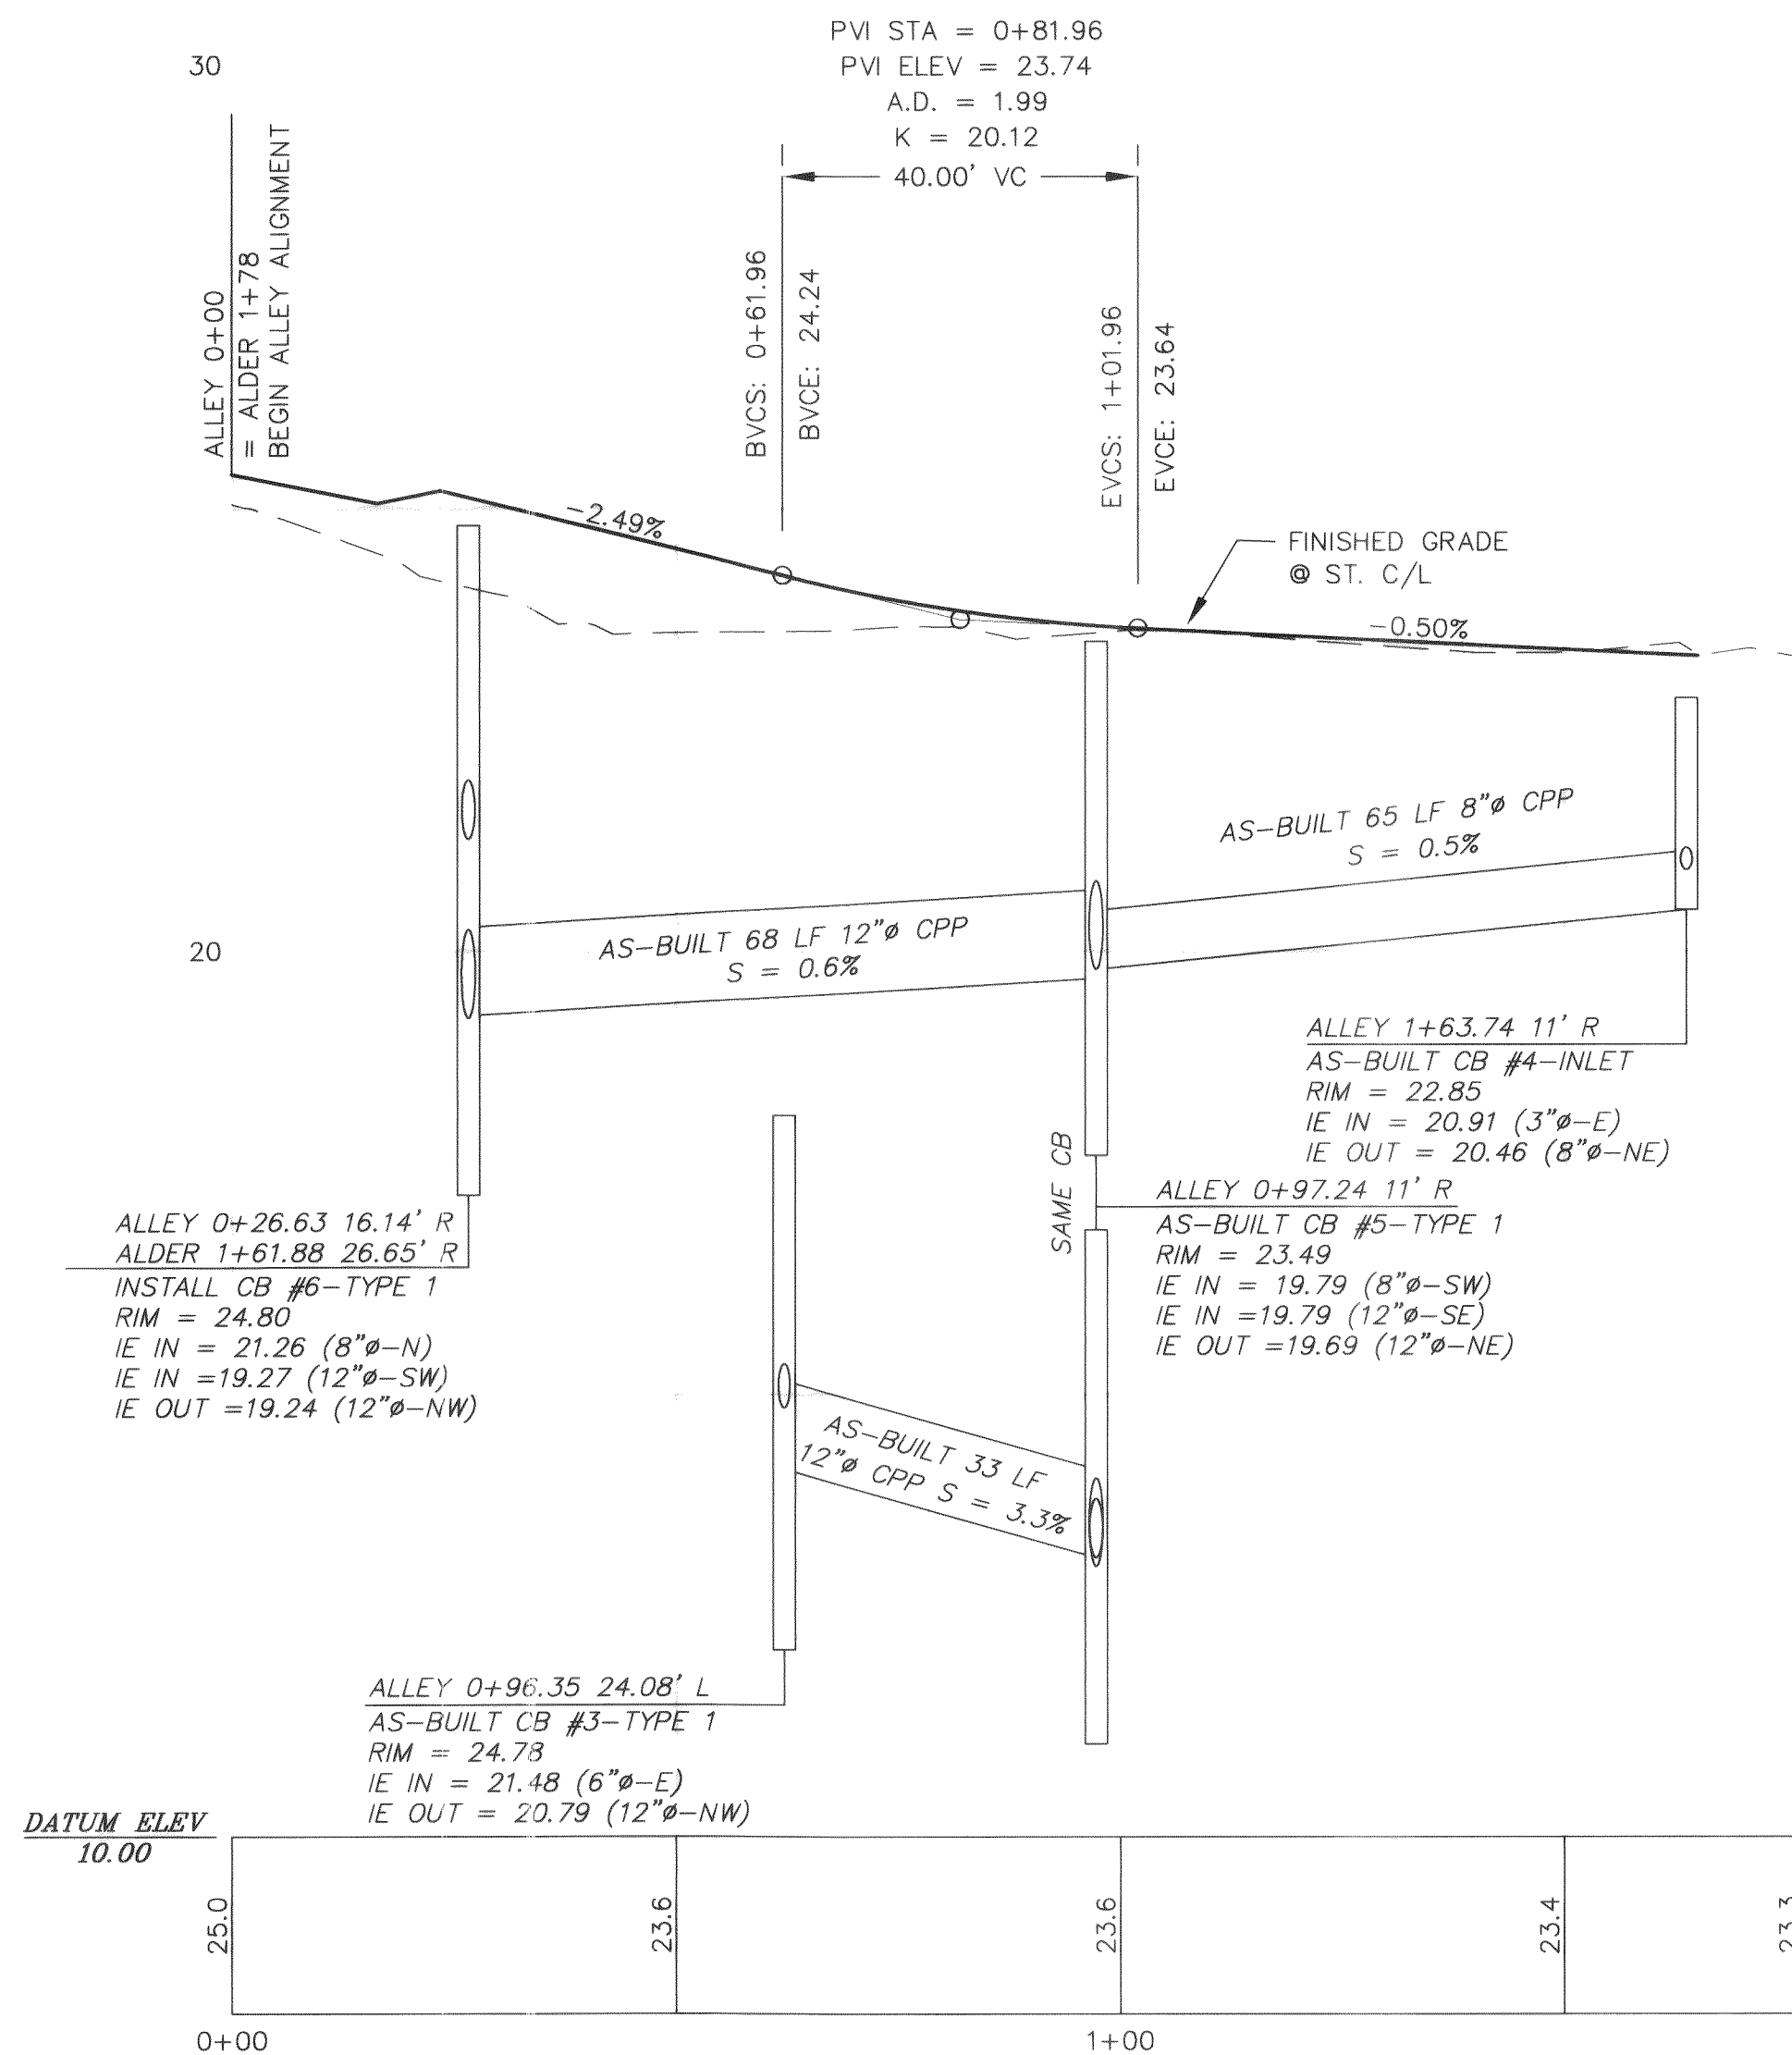 PVI STA = 0+81.96
PVI ELEV = 23.74
A.D. = 1.99
K = 20.12
40.00' VC
30
ALLEY 0+00
= ALDER 1+78
BEGIN ALLEY ALIGNMENT
BVCS: 0+61.96
BVCE: 24.24
EVCS: 1+01.96
EVCE: 23.64
-2.49%
FINISHED GRADE
@ ST. C/L
-0.50%
AS-BUILT 65 LF 8"ø CPP
S = 0.5%
20
AS-BUILT 68 LF 12"ø CPP
S = 0.6%
ALLEY 1+63.74 11' R
AS-BUILT CB #4-INLET
RIM = 22.85
IE IN = 20.91 (3"ø-E)
IE OUT = 20.46 (8"ø-NE)
SAME CB
ALLEY 0+97.24 11' R
AS-BUILT CB #5-TYPE 1
RIM = 23.49
IE IN = 19.79 (8"ø-SW)
IE IN =19.79 (12"ø-SE)
IE OUT =19.69 (12"ø-NE)
ALLEY 0+26.63 16.14' R
ALDER 1+61.88 26.65' R
INSTALL CB #6-TYPE 1
RIM = 24.80
IE IN = 21.26 (8"ø-N)
IE IN =19.27 (12"ø-SW)
IE OUT =19.24 (12"ø-NW)
AS-BUILT 33 LF
12"ø CPP S = 3.3%
ALLEY 0+96.35 24.08' L
AS-BUILT CB #3-TYPE 1
RIM = 24.78
IE IN = 21.48 (6"ø-E)
IE OUT = 20.79 (12"ø-NW)
DATUM ELEV
10.00
25.0
23.6
23.6
23.4
23.3
0+00
1+00